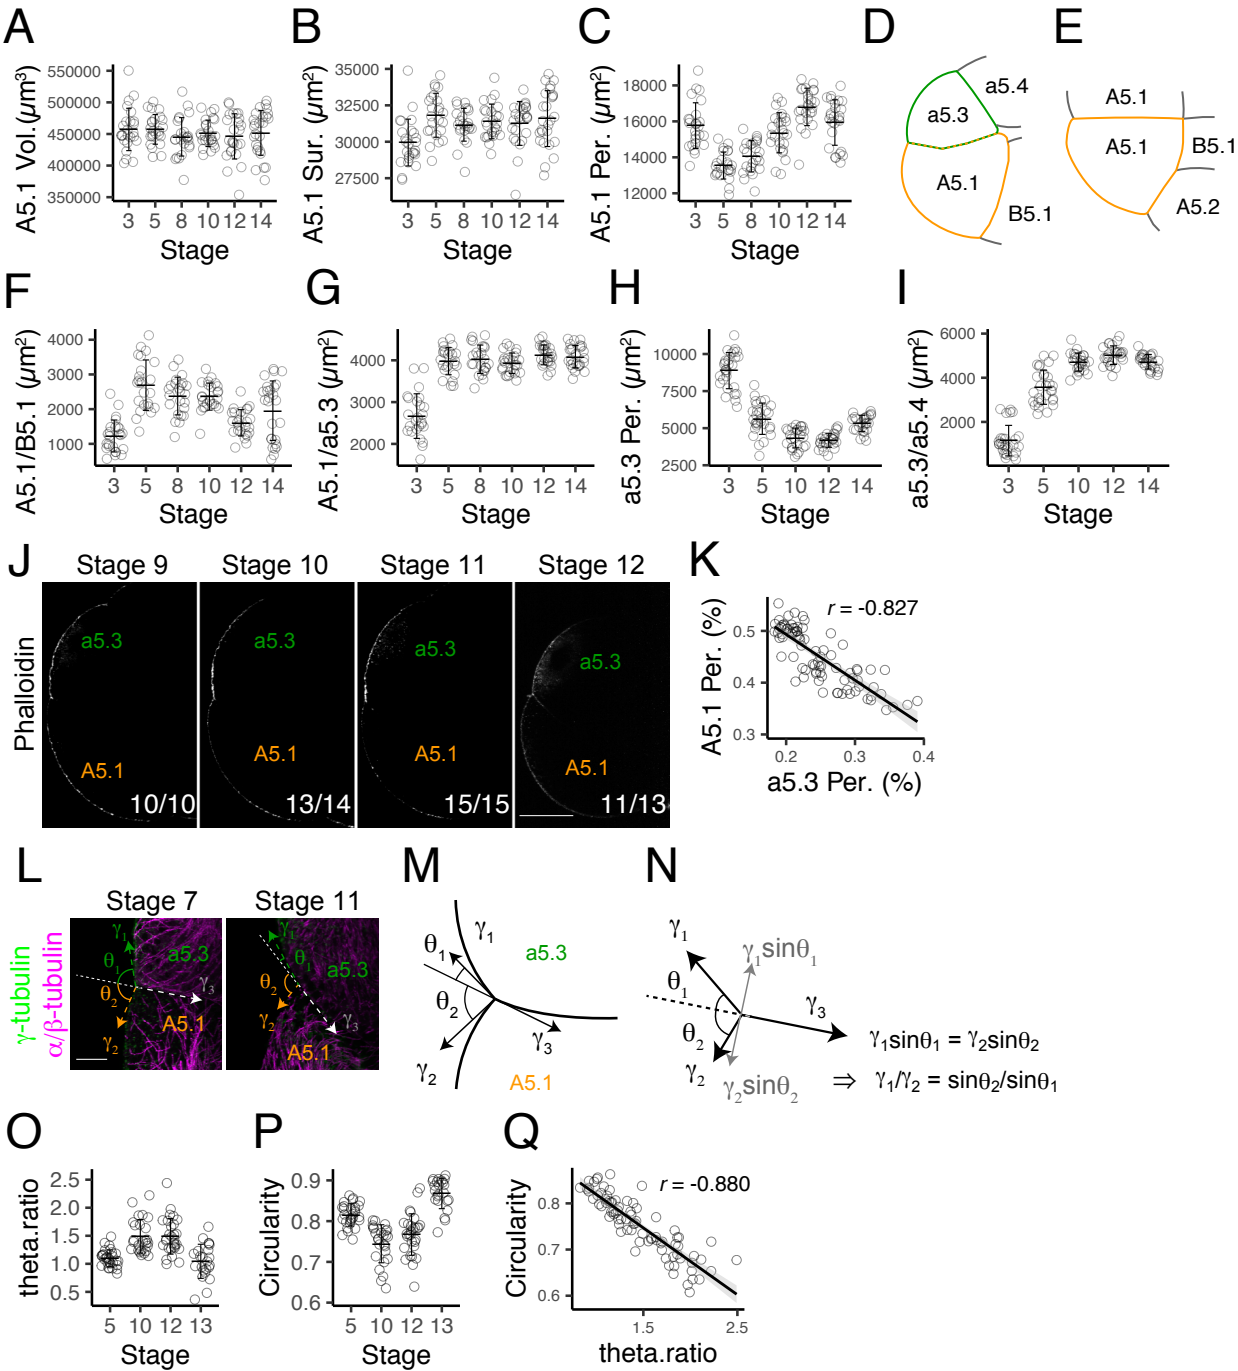 A
A5.1 Vol.(μm³)
550000
500000
450000
400000
350000
3 5 8 10 12 14
Stage
B
A5.1 Sur. (μm²)
35000
32500
30000
27500
3 5 8 10 12 14
Stage
C
A5.1 Per. (μm²)
18000
16000
14000
12000
3 5 8 10 12 14
Stage
D
a5.4
a5.3
A5.1
B5.1
E
A5.1
A5.1
B5.1
A5.2
F
A5.1/B5.1 (μm²)
4000
3000
2000
1000
3 5 8 10 12 14
Stage
G
A5.1/a5.3 (μm²)
4000
3000
2000
3 5 8 10 12 14
Stage
H
a5.3 Per. (μm²)
10000
7500
5000
2500
3 5 10 12 14
Stage
I
a5.3/a5.4 (μm²)
6000
4000
2000
3 5 10 12 14
Stage
J
Phalloidin
Stage 9
a5.3
A5.1
10/10
Stage 10
a5.3
A5.1
13/14
Stage 11
a5.3
A5.1
15/15
Stage 12
a5.3
A5.1
11/13
K
A5.1 Per. (%)
r = -0.827
0.5
0.4
0.3
0.2 0.3 0.4
a5.3 Per. (%)
L
γ-tubulin
α/β-tubulin
Stage 7
γ₁
θ₁
a5.3
γ₃
θ₂
γ₂
A5.1
Stage 11
γ₁
θ₁
a5.3
θ₂
γ₂
γ₃
A5.1
M
γ₁
θ₁
a5.3
θ₂
γ₃
γ₂
A5.1
N
γ₁
γ₁sinθ₁
θ₁
γ₃
θ₂
γ₂
γ₂sinθ₂
γ₁sinθ₁ = γ₂sinθ₂
⇒ γ₁/γ₂ = sinθ₂/sinθ₁
O
theta.ratio
2.5
2.0
1.5
1.0
0.5
5 10 12 13
Stage
P
Circularity
0.9
0.8
0.7
0.6
5 10 12 13
Stage
Q
Circularity
r = -0.880
0.8
0.7
0.6
1.5 2.5
theta.ratio